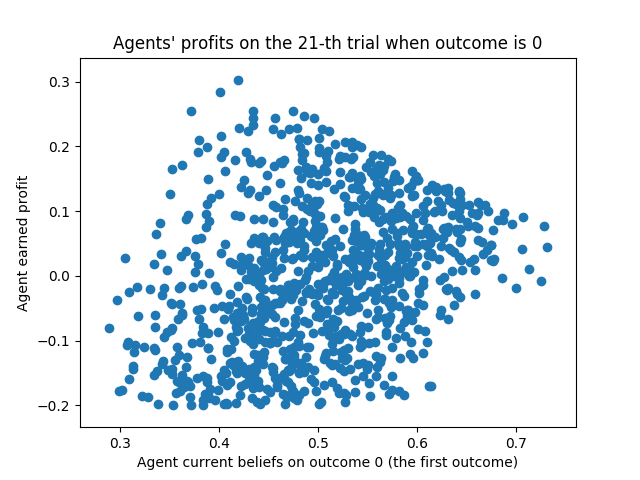 Agents' profits on the 21-th trial when outcome is 0
Agent earned profit
0.3
0.2
0.1
0.0
−0.1
−0.2
0.3 0.4 0.5 0.6 0.7
Agent current beliefs on outcome 0 (the first outcome)